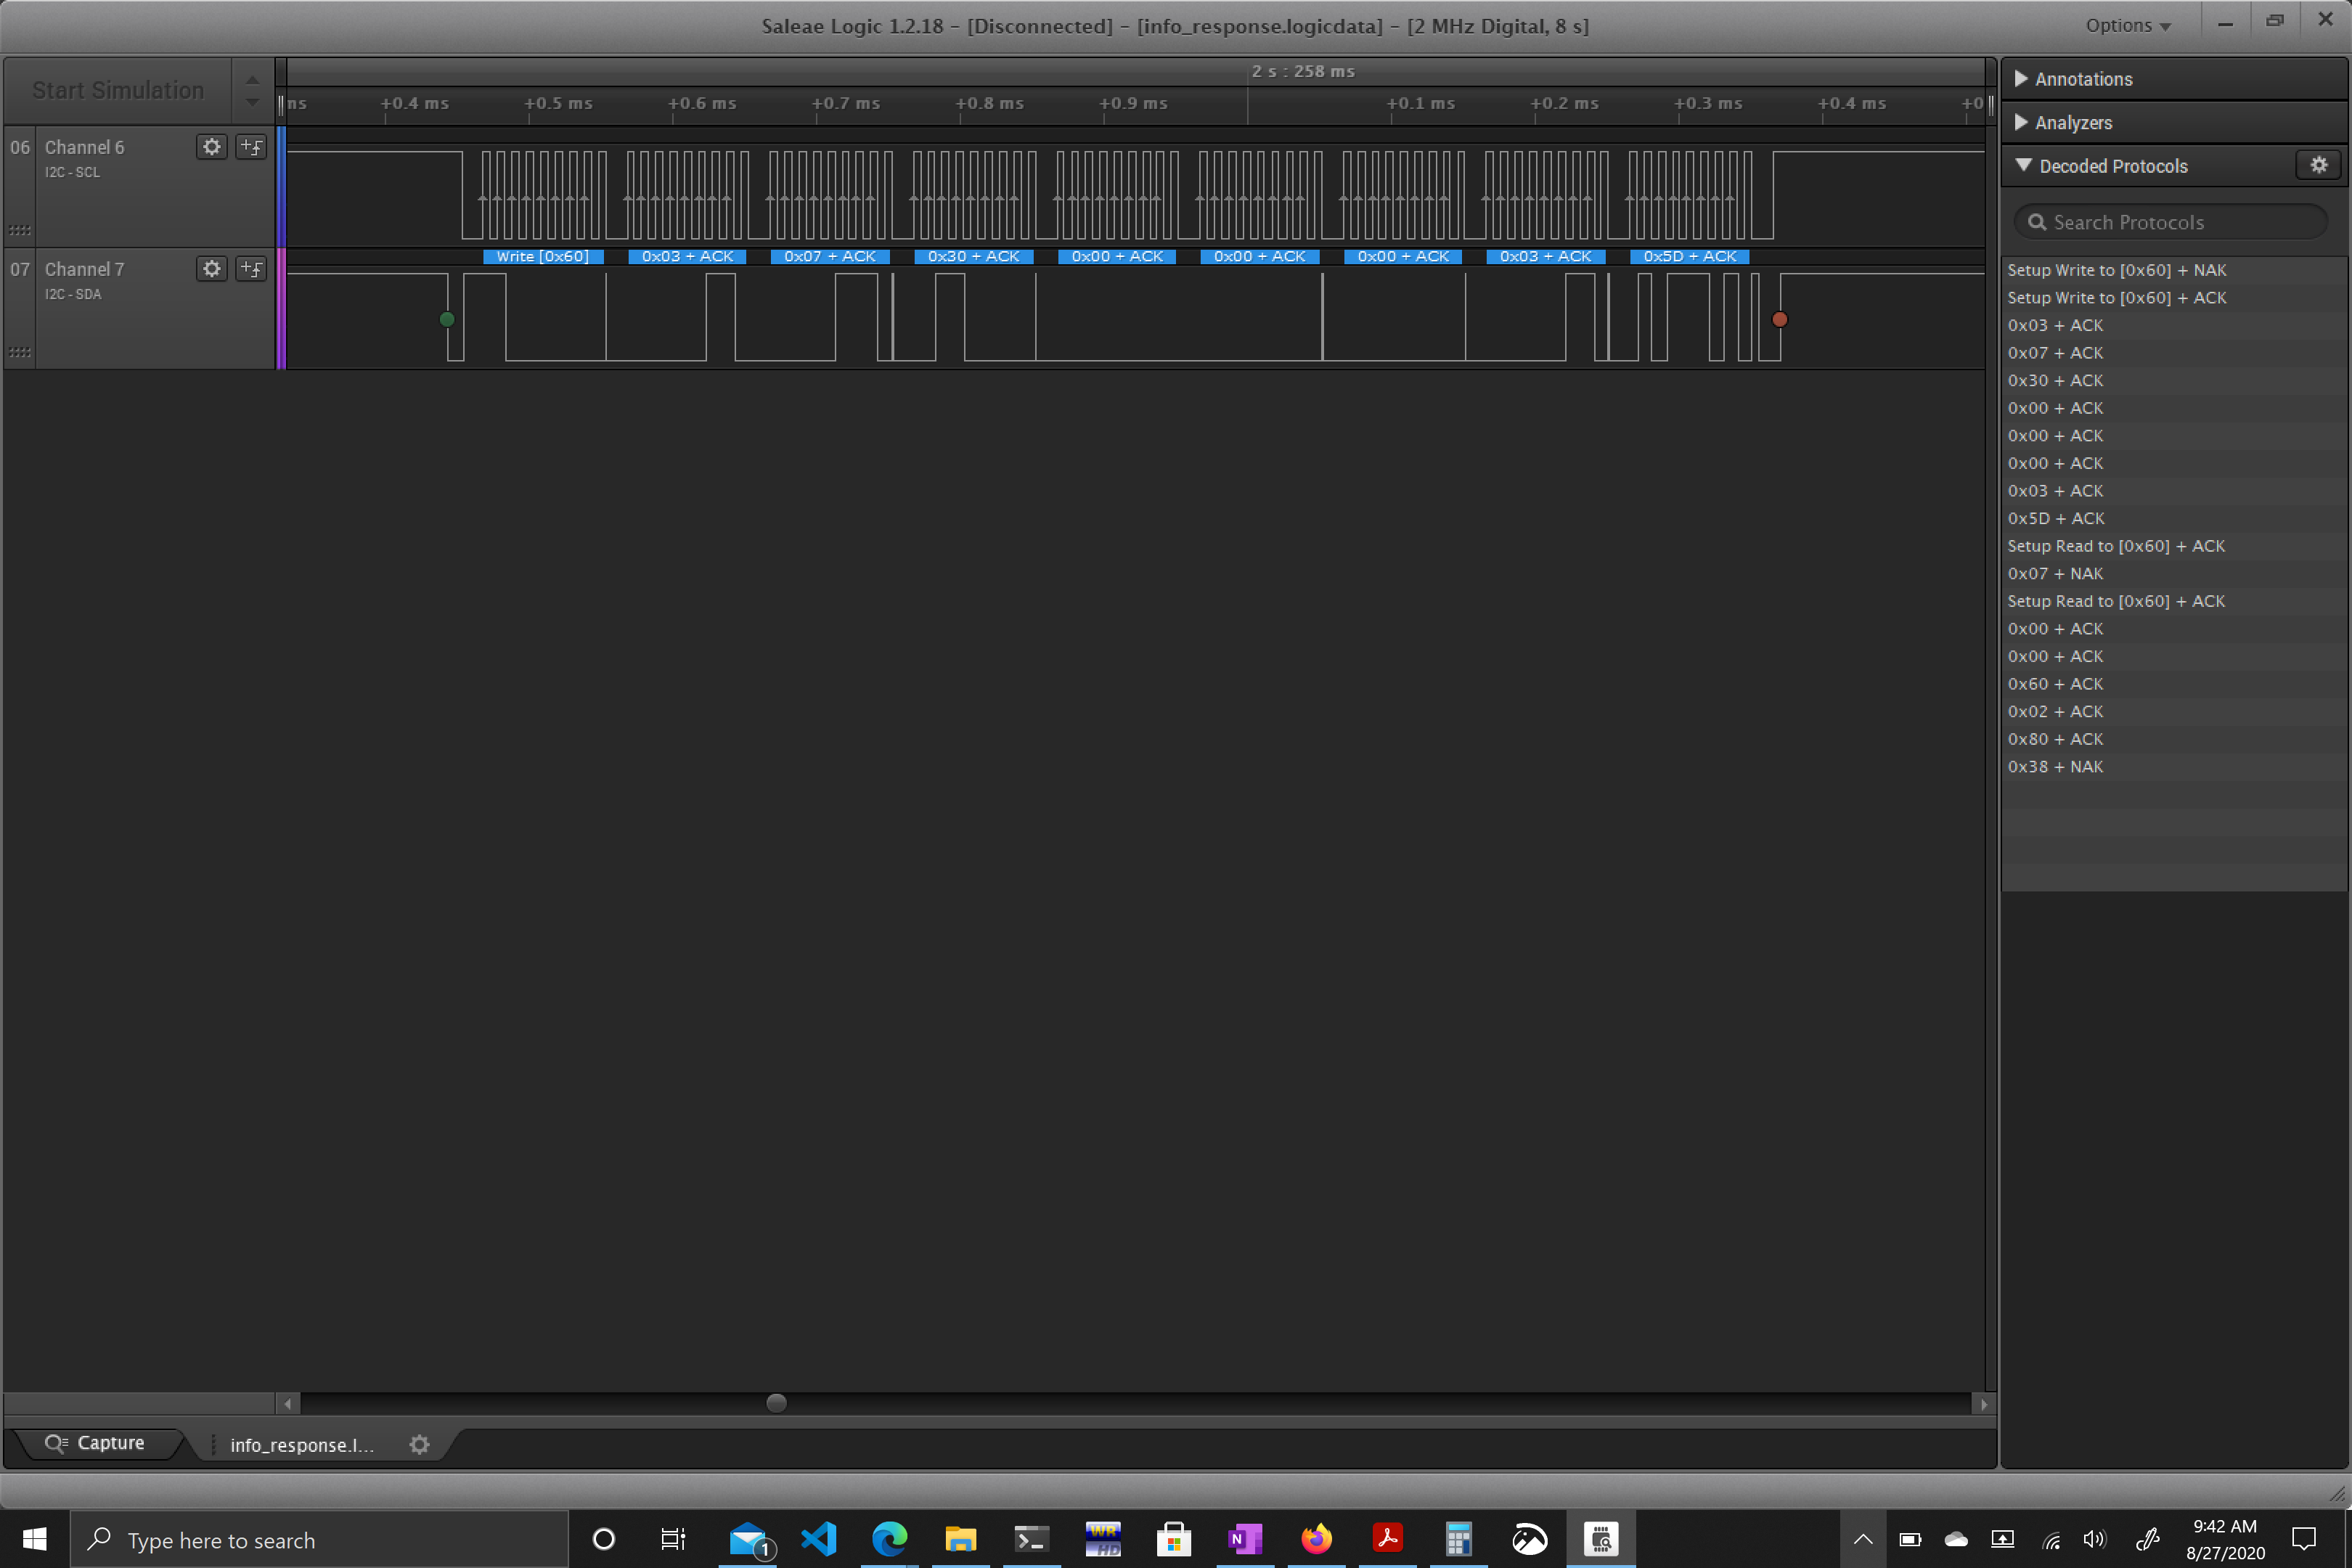 Saleae Logic 1.2.18 - [Disconnected] - [info_response.logicdata] - [2 MHz Digital, 8 s]
Options
Start Simulation
2 s : 258 ms
ms +0.4 ms +0.5 ms +0.6 ms +0.7 ms +0.8 ms +0.9 ms +0.1 ms +0.2 ms +0.3 ms +0.4 ms +0
06 Channel 6
I2C - SCL
Write [0x60] 0x03 + ACK 0x07 + ACK 0x30 + ACK 0x00 + ACK 0x00 + ACK 0x00 + ACK 0x03 + ACK 0x5D + ACK
07 Channel 7
I2C - SDA
Annotations
Analyzers
Decoded Protocols
Search Protocols
Setup Write to [0x60] + NAK
Setup Write to [0x60] + ACK
0x03 + ACK
0x07 + ACK
0x30 + ACK
0x00 + ACK
0x00 + ACK
0x00 + ACK
0x03 + ACK
0x5D + ACK
Setup Read to [0x60] + ACK
0x07 + NAK
Setup Read to [0x60] + ACK
0x00 + ACK
0x00 + ACK
0x60 + ACK
0x02 + ACK
0x80 + ACK
0x38 + NAK
Capture
info_response.l...
Type here to search
1
WR
HD
N
9:42 AM
8/27/2020